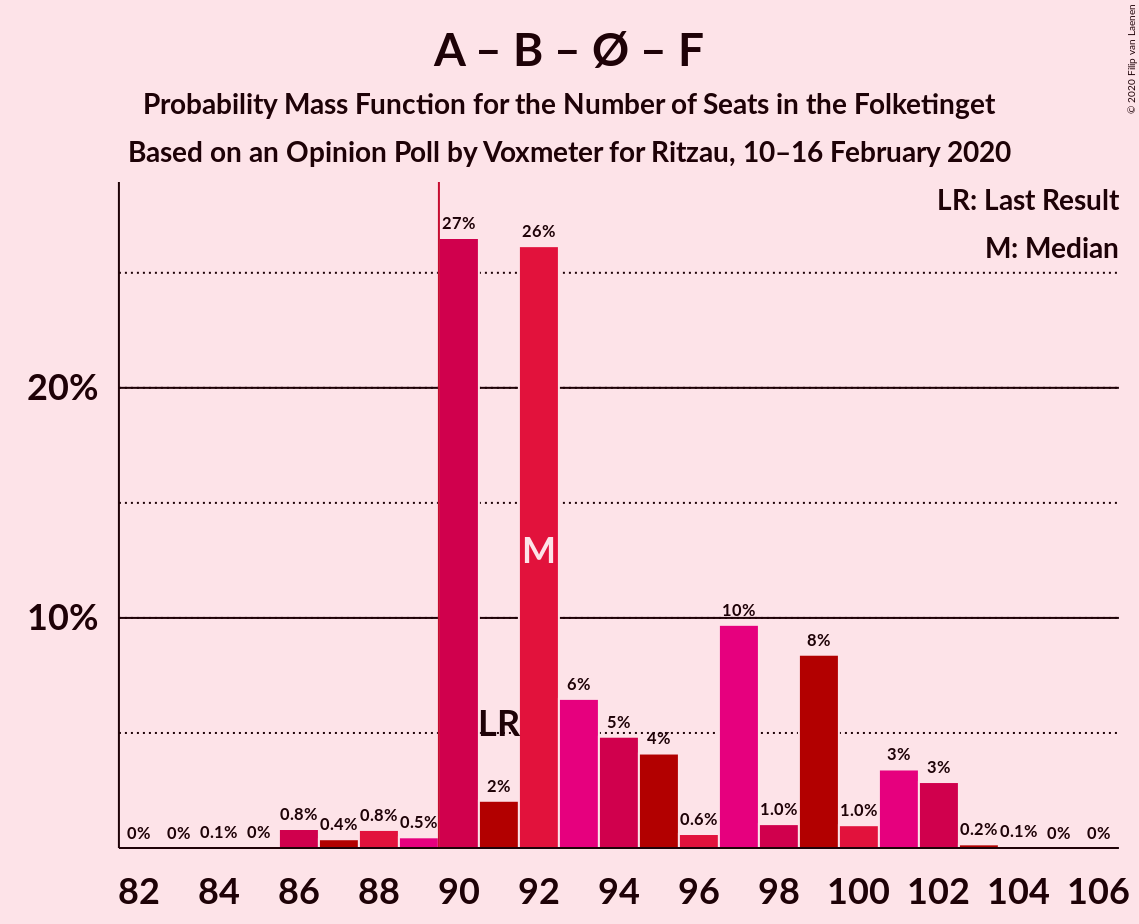 A – B – Ø – F
Probability Mass Function for the Number of Seats in the Folketinget
Based on an Opinion Poll by Voxmeter for Ritzau, 10–16 February 2020
© 2020 Filip van Laenen
LR: Last Result
M: Median
27%
26%
20%
M
10%
10%
8%
6%
LR
5%
4%
3%
3%
2%
0% 0% 0.1% 0% 0.8% 0.4% 0.8% 0.5% 0.6% 1.0% 1.0% 0.2% 0.1% 0% 0%
82 84 86 88 90 92 94 96 98 100 102 104 106